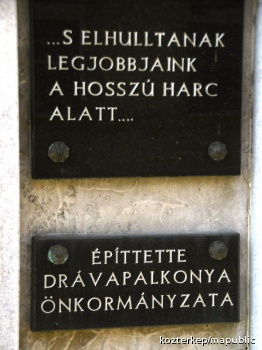 ...S ELHULLTANAK
LEGJOBBJAINK
A HOSSZÚ HARC
ALATT....
ÉPÍTTETTE
DRÁVAPALKONYA
ÖNKORMÁNYZATA
kozterkep/mapublic